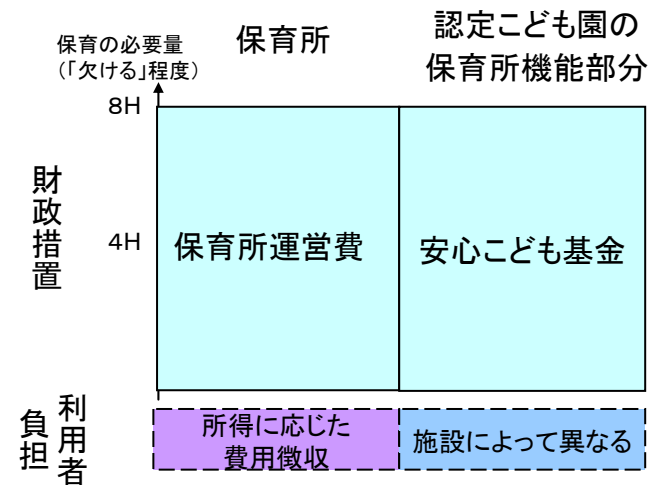 保育の必要量
（「欠ける」程度）
保育所
認定こども園の
保育所機能部分
8H
財政措置
4H
保育所運営費
安心こども基金
利用者
負担
所得に応じた
費用徴収
施設によって異なる